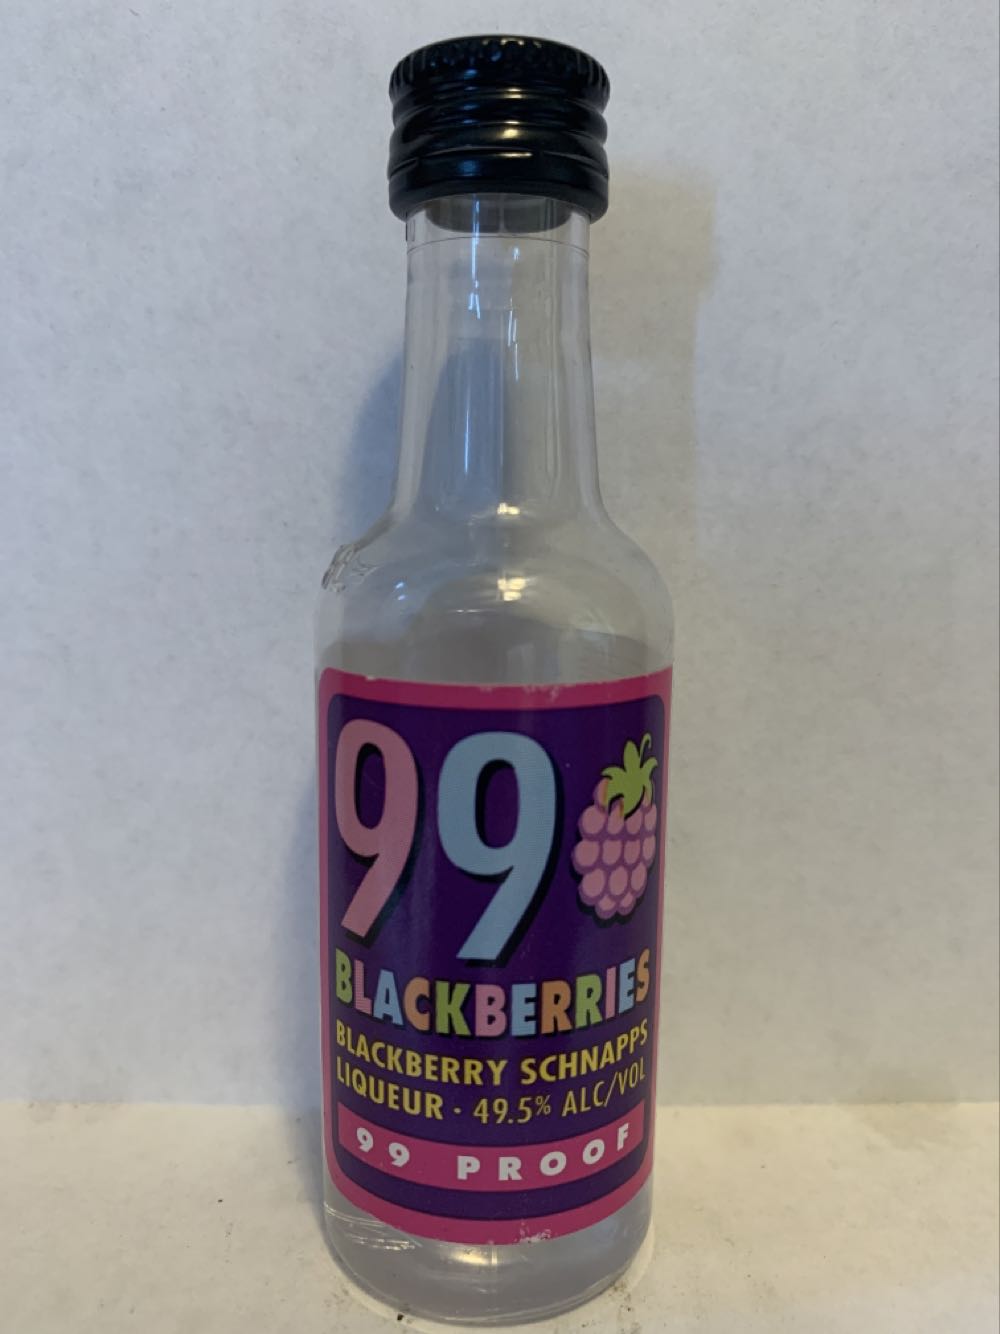 99
BLACKBERRIES
BLACKBERRY SCHNAPPS
LIQUEUR · 49.5% ALC/VOL
99 PROOF